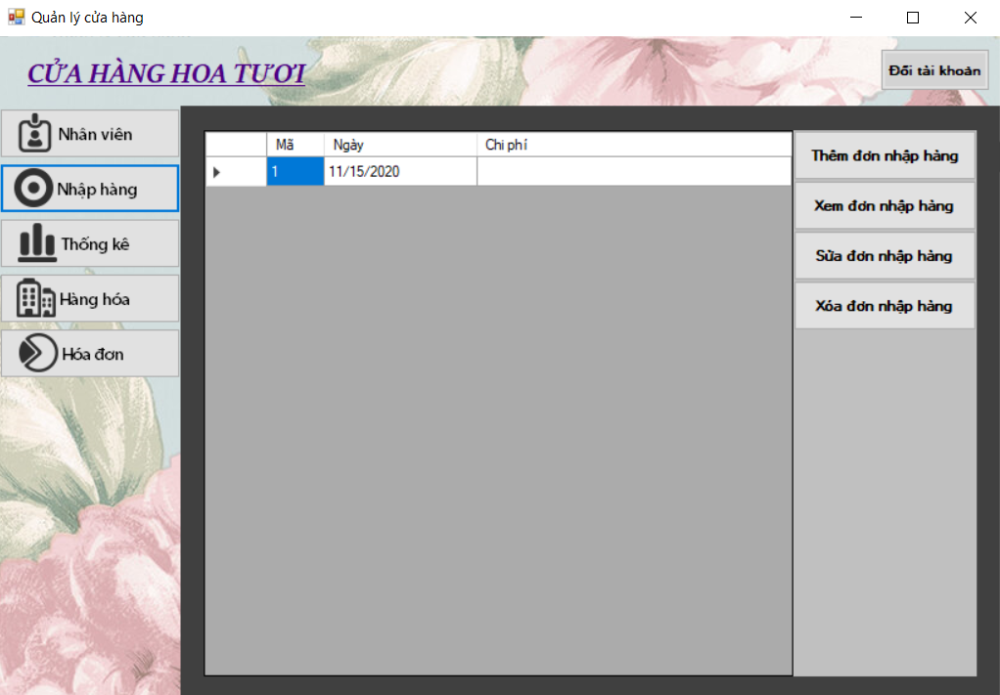 Quản lý cửa hàng
CỬA HÀNG HOA TƯƠI
Đổi tài khoản
Nhân viên
Nhập hàng
Thống kê
Hàng hóa
Hóa đơn
Mã Ngày Chi phí
1 11/15/2020
Thêm đơn nhập hàng
Xem đơn nhập hàng
Sửa đơn nhập hàng
Xóa đơn nhập hàng